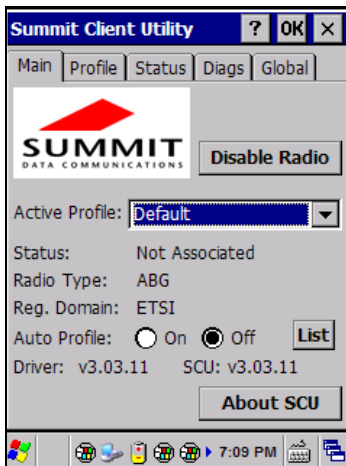 Summit Client Utility ? OK ×
Main Profile Status Diags Global
SUMMIT
DATA COMMUNICATIONS
Disable Radio
Active Profile: Default
Status: Not Associated
Radio Type: ABG
Reg. Domain: ETSI
Auto Profile: On Off List
Driver: v3.03.11 SCU: v3.03.11
About SCU
7:09 PM